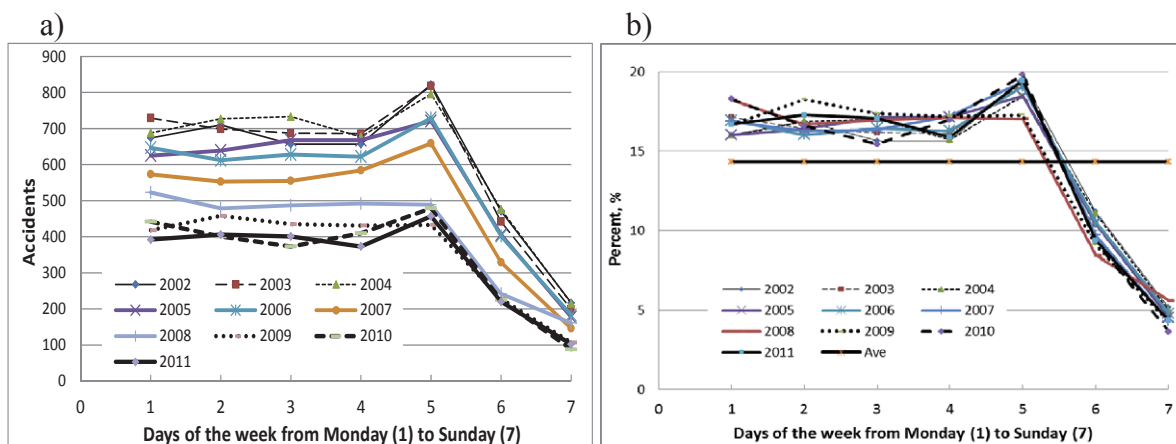 a)
900
800
700
600
500
400
300
200
100
0
Accidents
2002 2003 2004
2005 2006 2007
2008 2009 2010
2011
0 1 2 3 4 5 6 7
Days of the week from Monday (1) to Sunday (7)
b)
20
15
10
5
0
Percent, %
2002 2003 2004
2005 2006 2007
2008 2009 2010
2011 Ave
0 1 2 3 4 5 6 7
Days of the week from Monday (1) to Sunday (7)